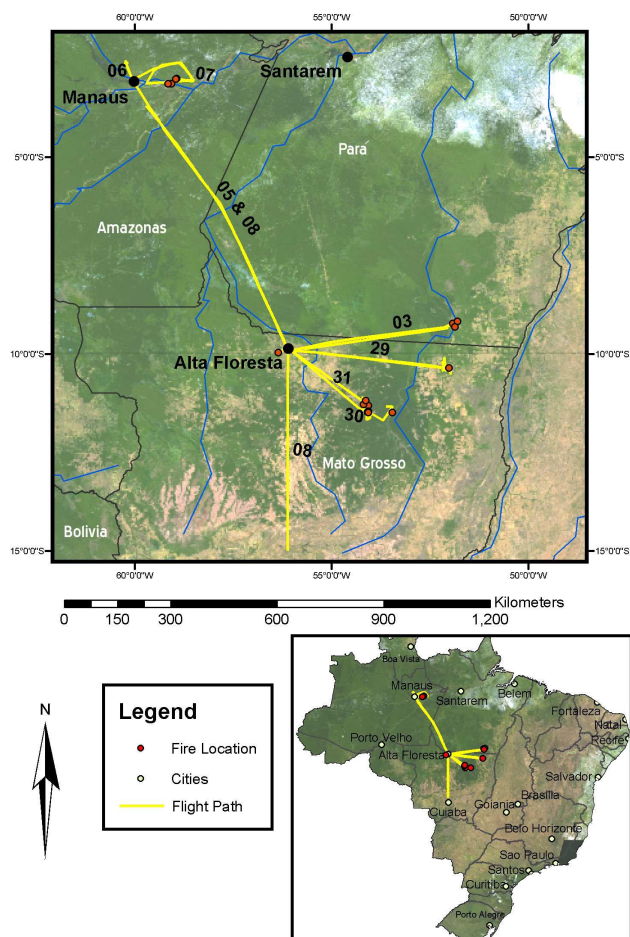 06
07
Manaus
Santarem
5°0'0"S
5°0'0"S
Pará
05 & 08
Amazonas
03
10°0'0"S
10°0'0"S
Alta Floresta
29
31
30
08
Mato Grosso
Bolivia
15°0'0"S
15°0'0"S
60°0'0"W
60°0'0"W
55°0'0"W
55°0'0"W
50°0'0"W
50°0'0"W
Kilometers
0 150 300 600 900 1,200
N
Legend
Fire Location
Cities
Flight Path
Boa Vista
Manaus
Santarem
Belem
Fortaleza
Natal
Recife
Porto Velho
Alta Floresta
Salvador
Cuiaba
Goiania
Brasilia
Belo Horizonte
Sao Paulo
Santos
Curitiba
Porto Alegre